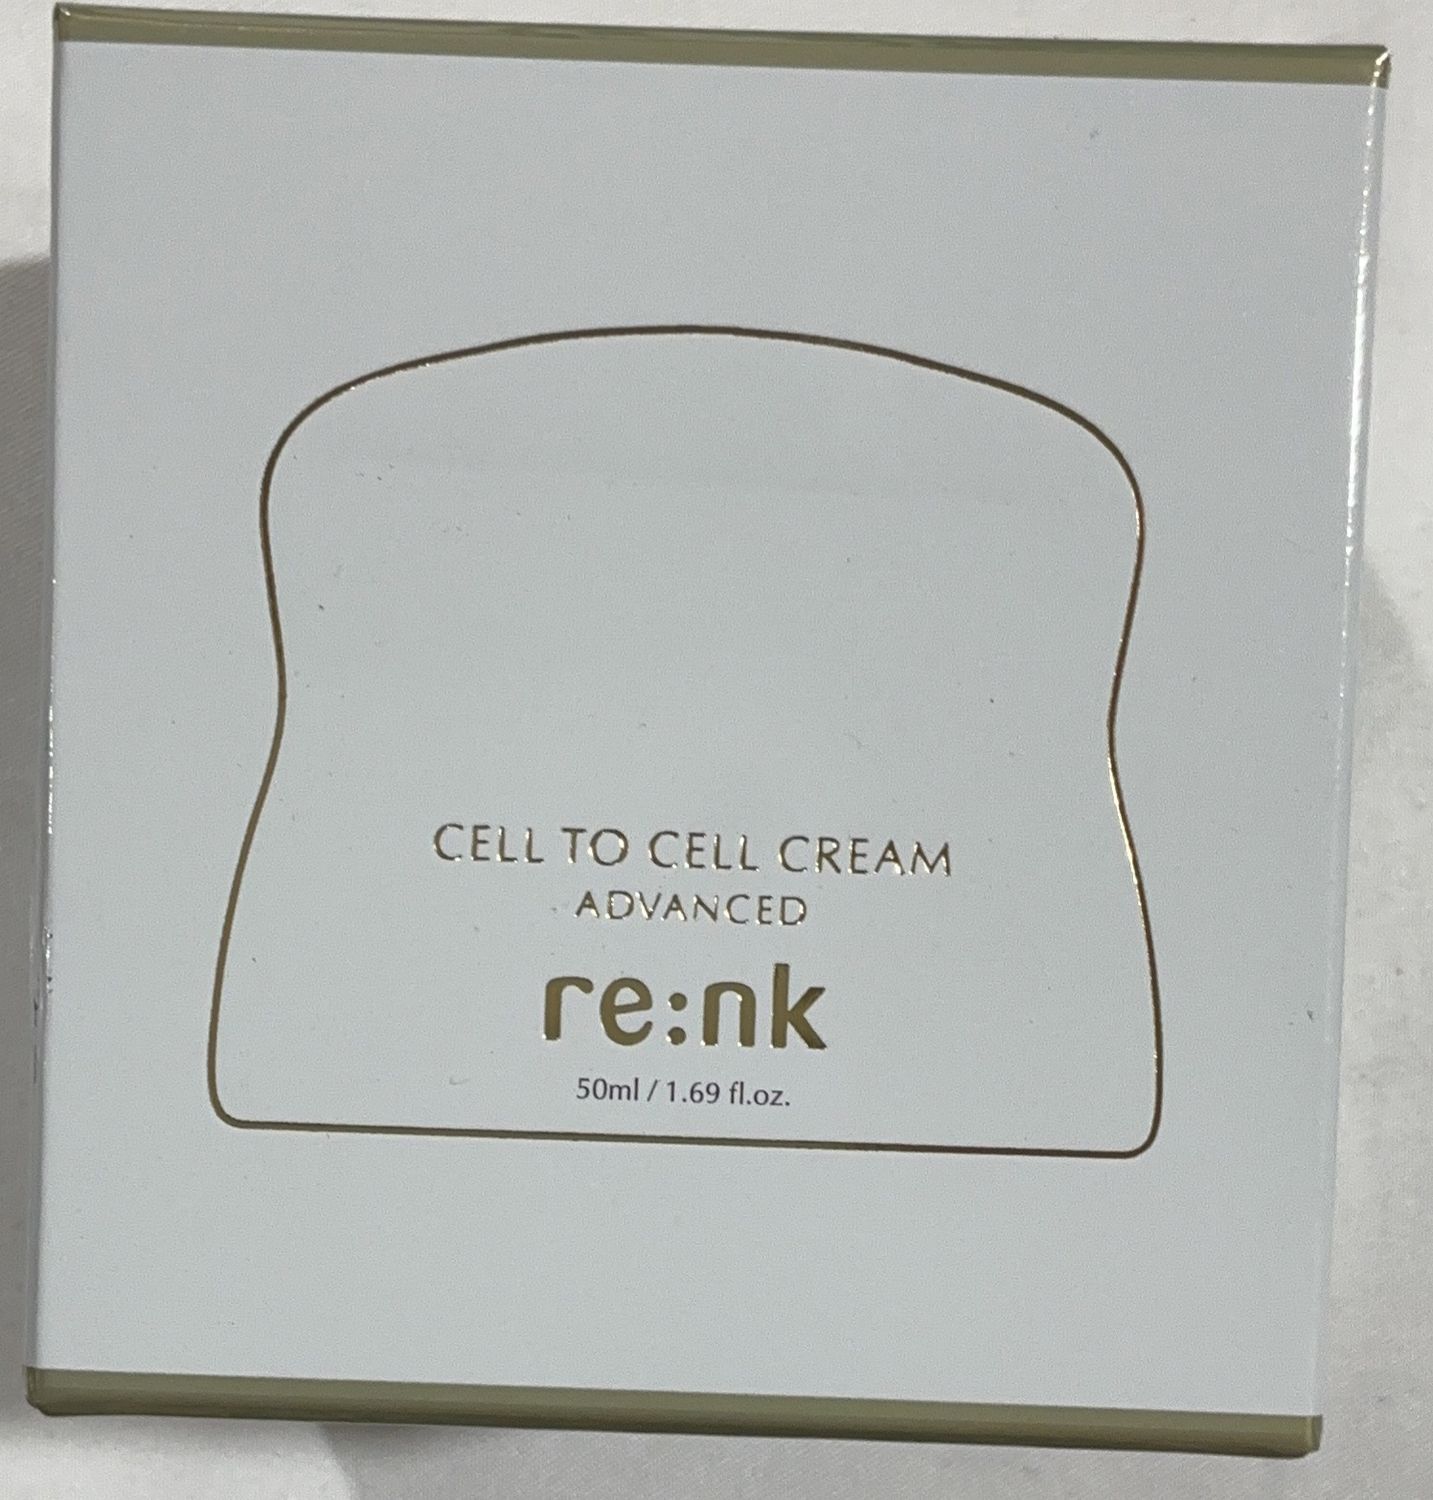 CELL TO CELL CREAM
ADVANCED
re:nk
50ml / 1.69 fl.oz.